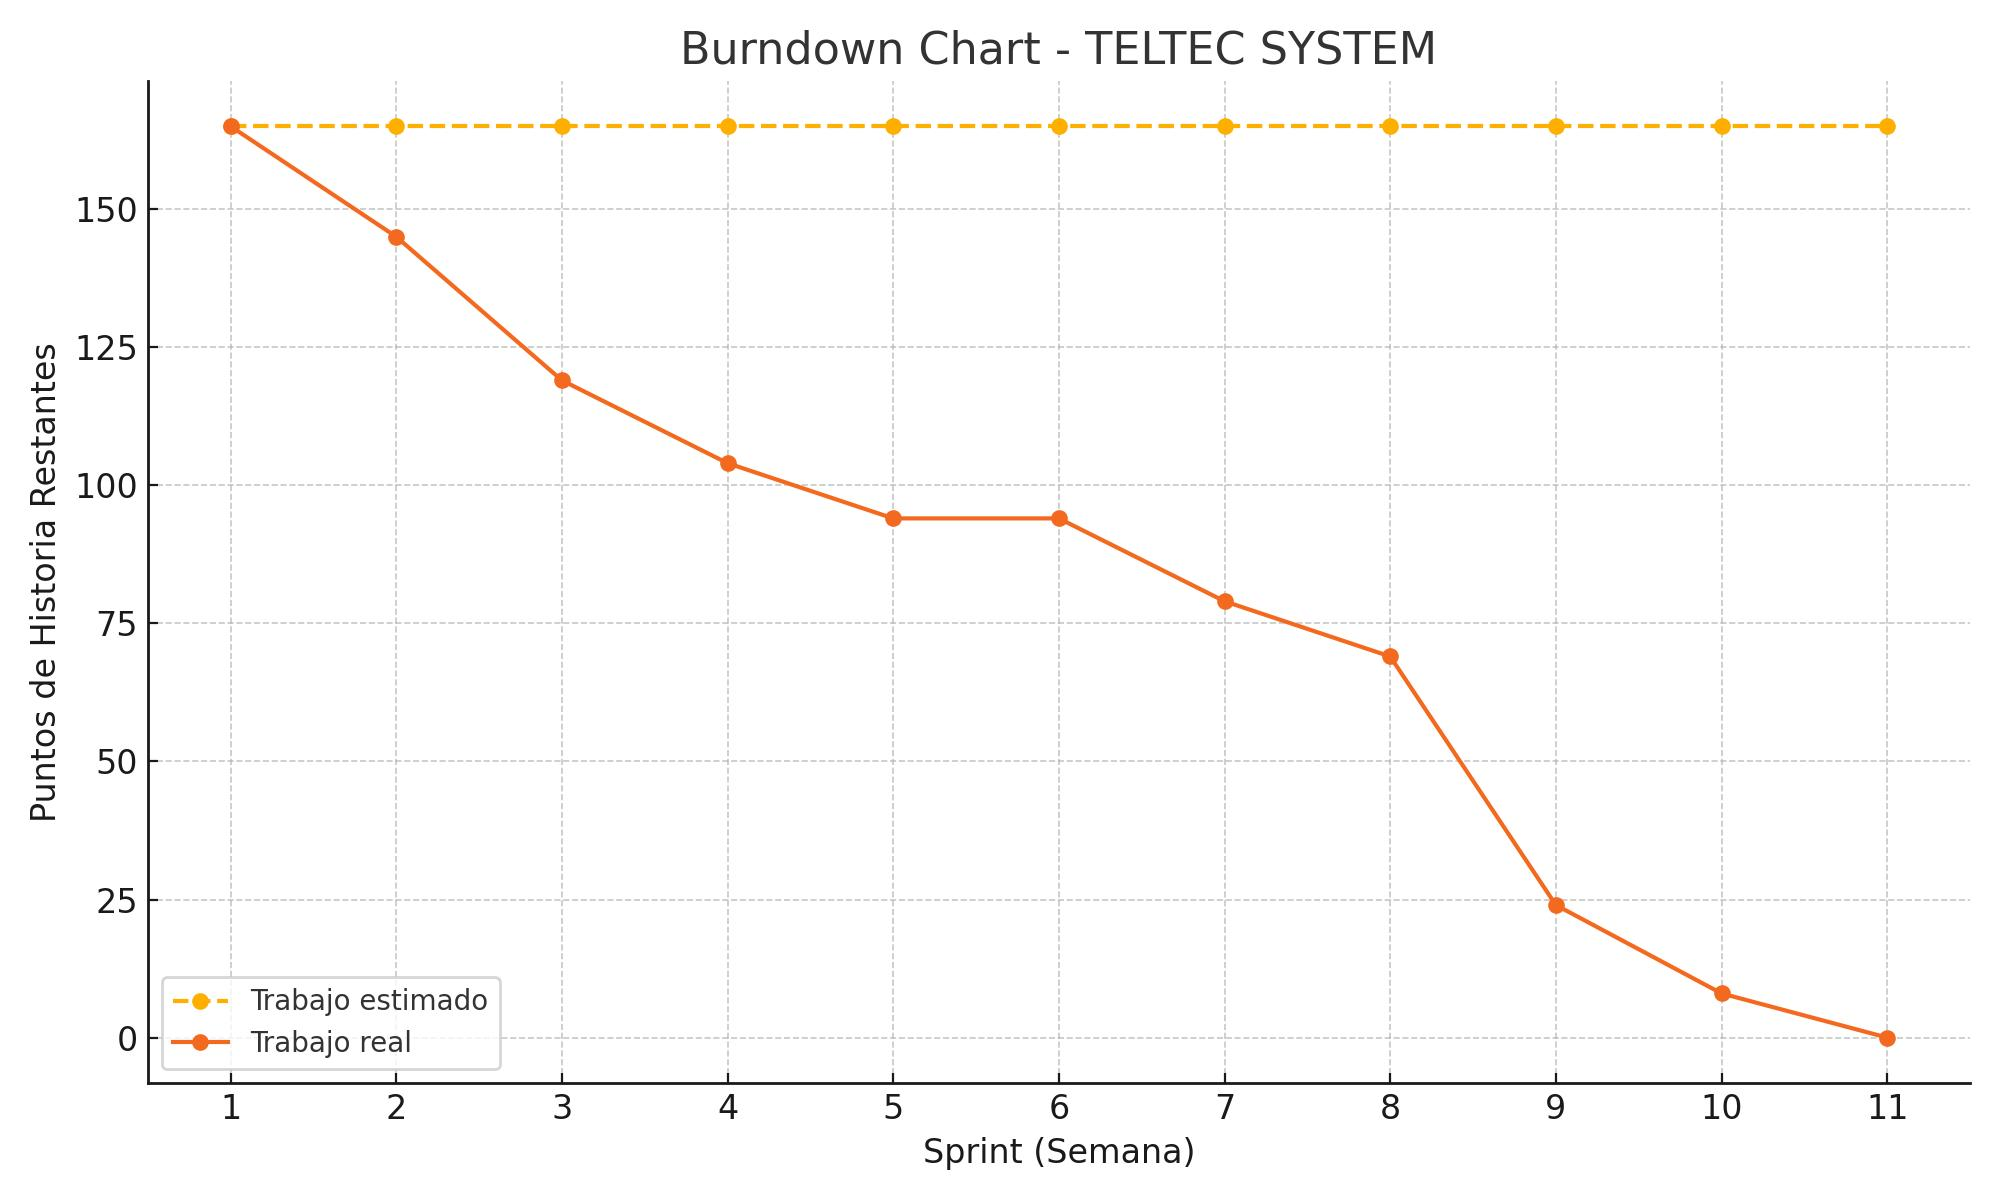 Burndown Chart - TELTEC SYSTEM
Puntos de Historia Restantes
150
125
100
75
50
25
0
Trabajo estimado
Trabajo real
1 2 3 4 5 6 7 8 9 10 11
Sprint (Semana)